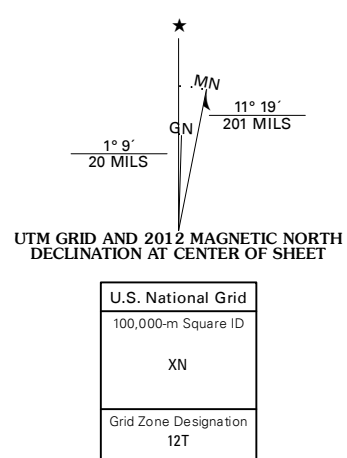 ★
MN
11° 19´
201 MILS
GN
1° 9´
20 MILS
UTM GRID AND 2012 MAGNETIC NORTH
DECLINATION AT CENTER OF SHEET
U.S. National Grid
100,000-m Square ID
XN
Grid Zone Designation
12T